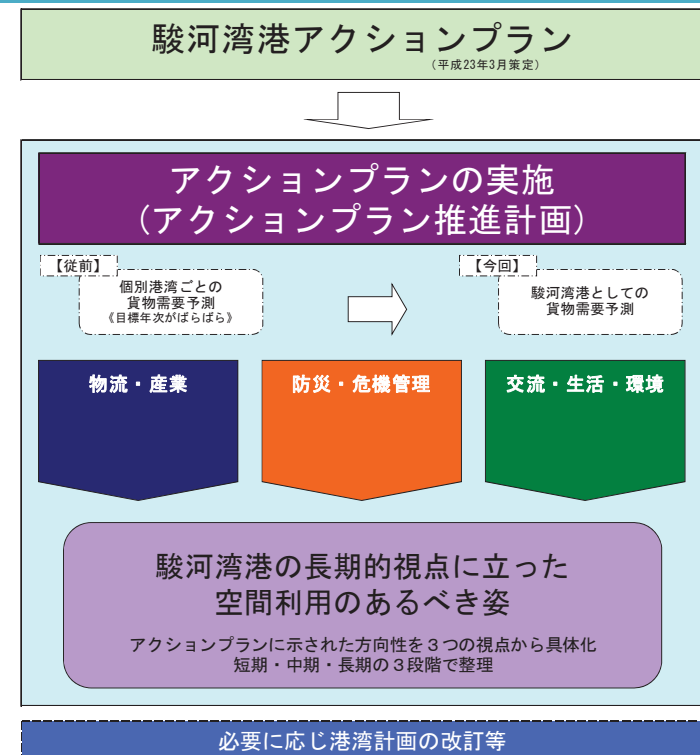 駿河湾港アクションプラン
（平成23年3月策定）
アクションプランの実施
（アクションプラン推進計画）
【従前】
個別港湾ごとの
貨物需要予測
《目標年次がばらばら》
【今回】
駿河湾港としての
貨物需要予測
物流・産業
防災・危機管理
交流・生活・環境
駿河湾港の長期的視点に立った
空間利用のあるべき姿
アクションプランに示された方向性を３つの視点から具体化
短期・中期・長期の３段階で整理
必要に応じ港湾計画の改訂等